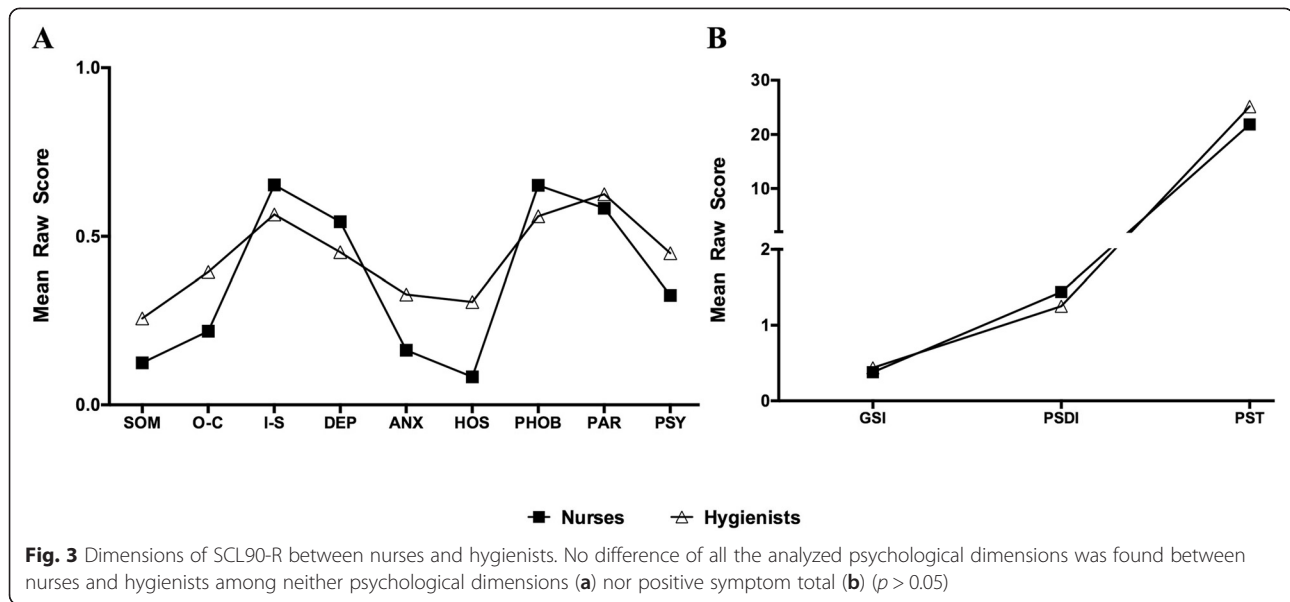 A
Mean Raw Score
1.0
0.5
0.0
SOM O-C I-S DEP ANX HOS PHOB PAR PSY
B
Mean Raw Score
30
20
10
2
1
0
GSI PSDI PST
Nurses Hygienists
Fig. 3 Dimensions of SCL90-R between nurses and hygienists. No difference of all the analyzed psychological dimensions was found between
nurses and hygienists among neither psychological dimensions (a) nor positive symptom total (b) (p > 0.05)